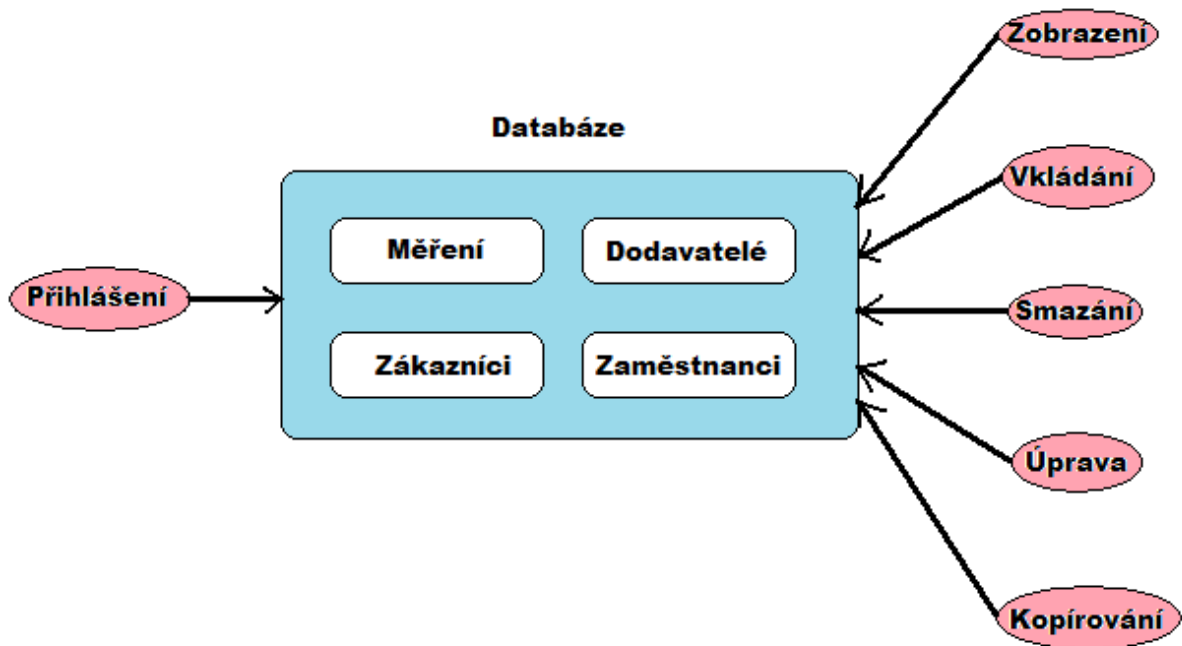 Zobrazení
Databáze
Vkládání
Měření
Dodavatelé
Přihlášení
Smazání
Zákazníci
Zaměstnanci
Úprava
Kopírování